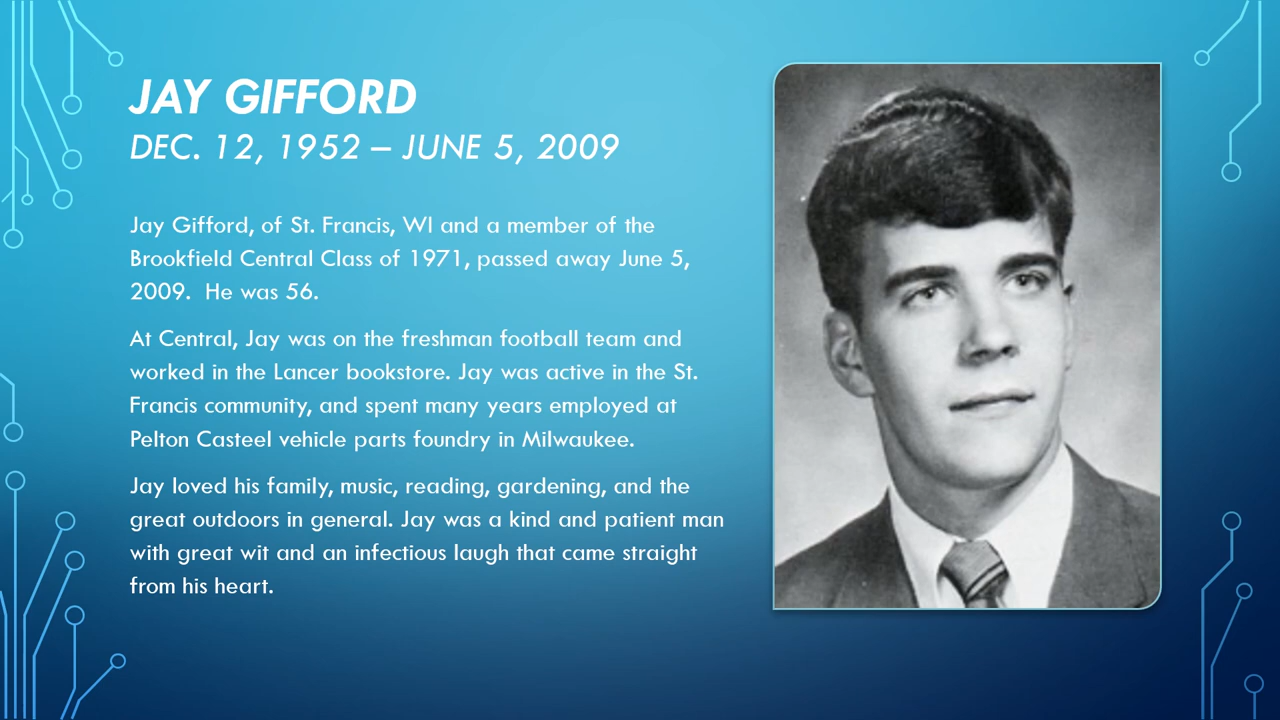 JAY GIFFORD
DEC. 12, 1952 – JUNE 5, 2009
Jay Gifford, of St. Francis, WI and a member of the
Brookfield Central Class of 1971, passed away June 5,
2009.  He was 56.
At Central, Jay was on the freshman football team and
worked in the Lancer bookstore. Jay was active in the St.
Francis community, and spent many years employed at
Pelton Casteel vehicle parts foundry in Milwaukee.
Jay loved his family, music, reading, gardening, and the
great outdoors in general. Jay was a kind and patient man
with great wit and an infectious laugh that came straight
from his heart.